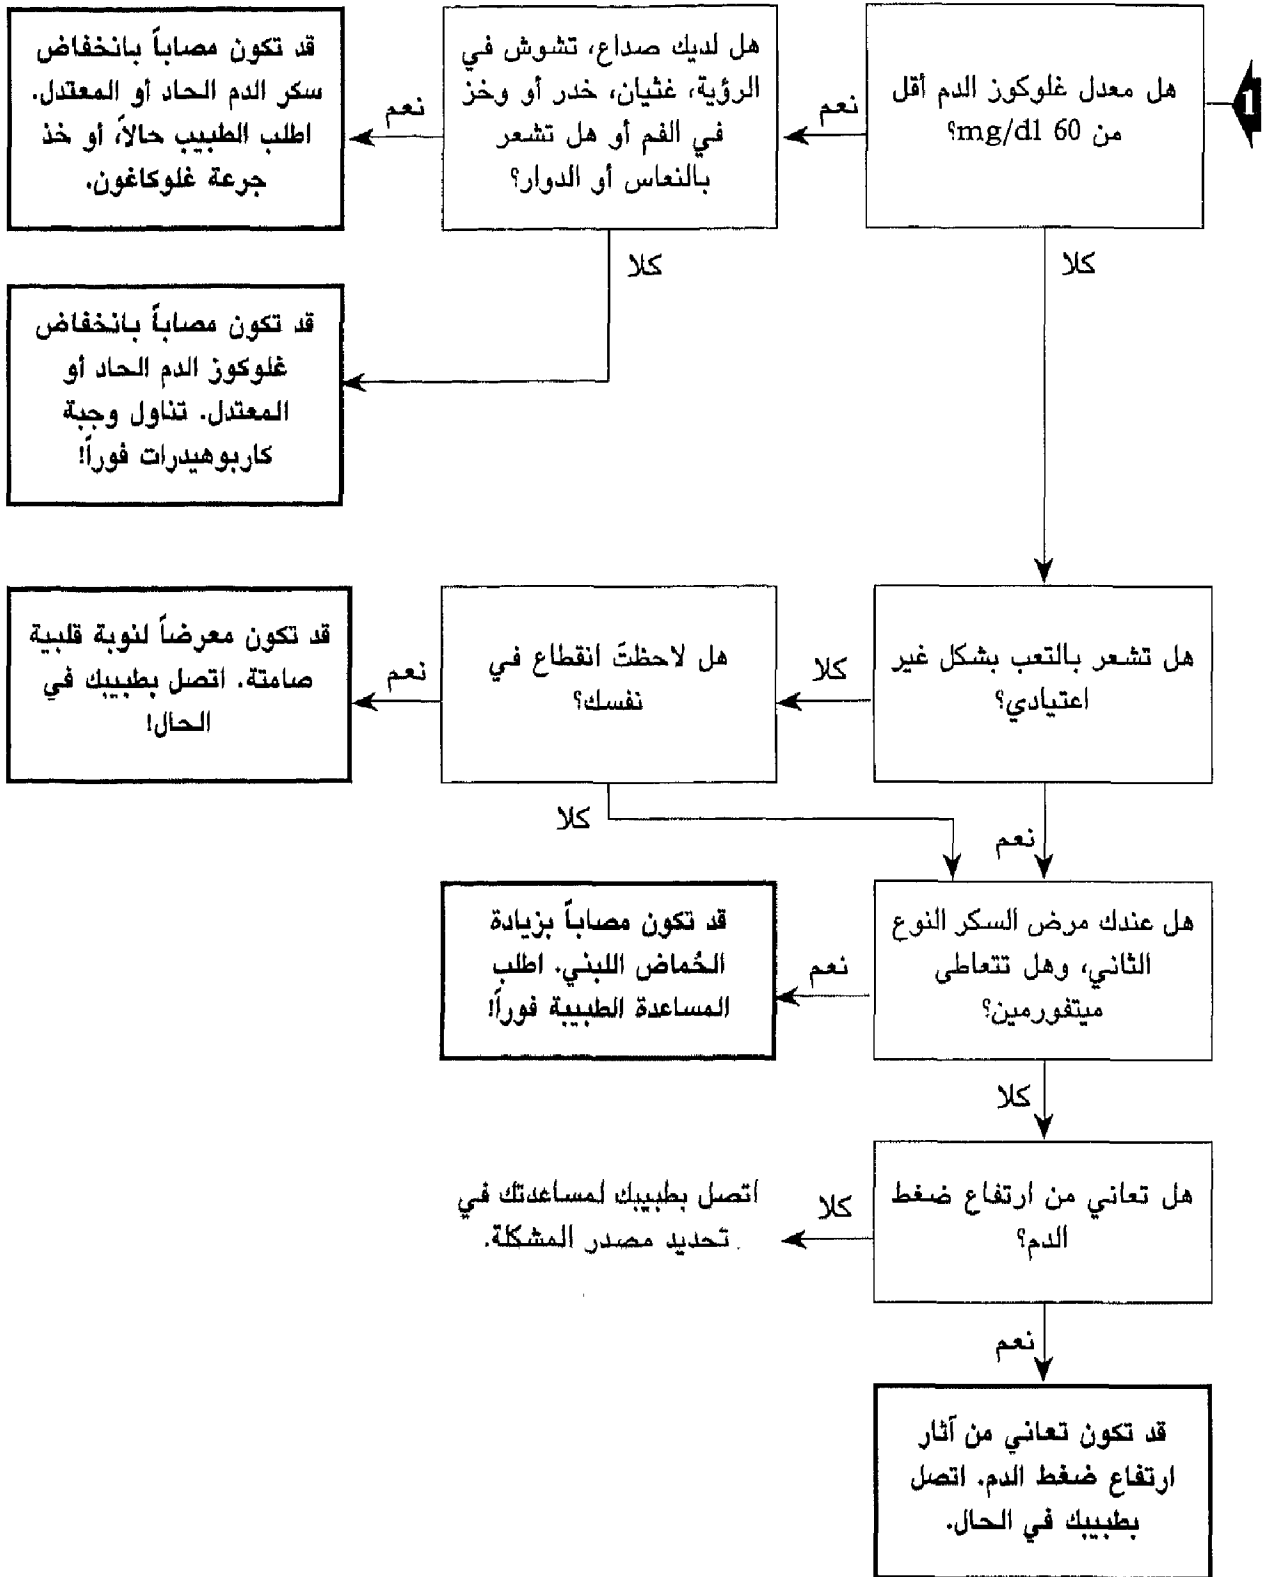 1
هل معدل غلوكوز الدم أقل
من 60 mg/dl؟
نعم
هل لديك صداع، تشوش في
الرؤية، غثيان، خدر أو وخز
في الفم أو هل تشعر
بالنعاس أو الدوار؟
نعم
قد تكون مصاباً بانخفاض
سكر الدم الحاد أو المعتدل.
اطلب الطبيب حالاً، أو خذ
جرعة غلوكاغون.
كلا
كلا
قد تكون مصاباً بانخفاض
غلوكوز الدم الحاد أو
المعتدل. تناول وجبة
كاربوهيدرات فوراً!
هل تشعر بالتعب بشكل غير
اعتيادي؟
كلا
هل لاحظتَ انقطاع في
نفسك؟
نعم
قد تكون معرضاً لنوبة قلبية
صامتة. اتصل بطبيبك في
الحال!
نعم
كلا
هل عندك مرض السكر النوع
الثاني، وهل تتعاطى
ميتفورمين؟
نعم
قد تكون مصاباً بزيادة
الحُماض اللبني. اطلب
المساعدة الطبيبة فوراً!
كلا
هل تعاني من ارتفاع ضغط
الدم؟
كلا
اتصل بطبيبك لمساعدتك في
تحديد مصدر المشكلة.
نعم
قد تكون تعاني من آثار
ارتفاع ضغط الدم. اتصل
بطبيبك في الحال.